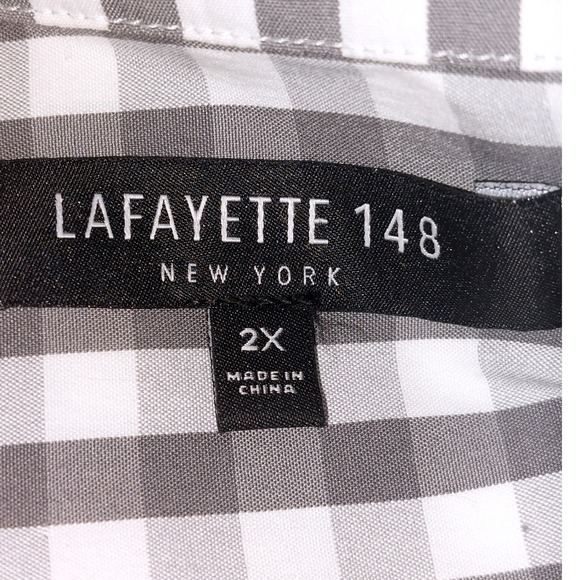 LAFAYETTE 148
NEW YORK
2X
MADE IN
CHINA